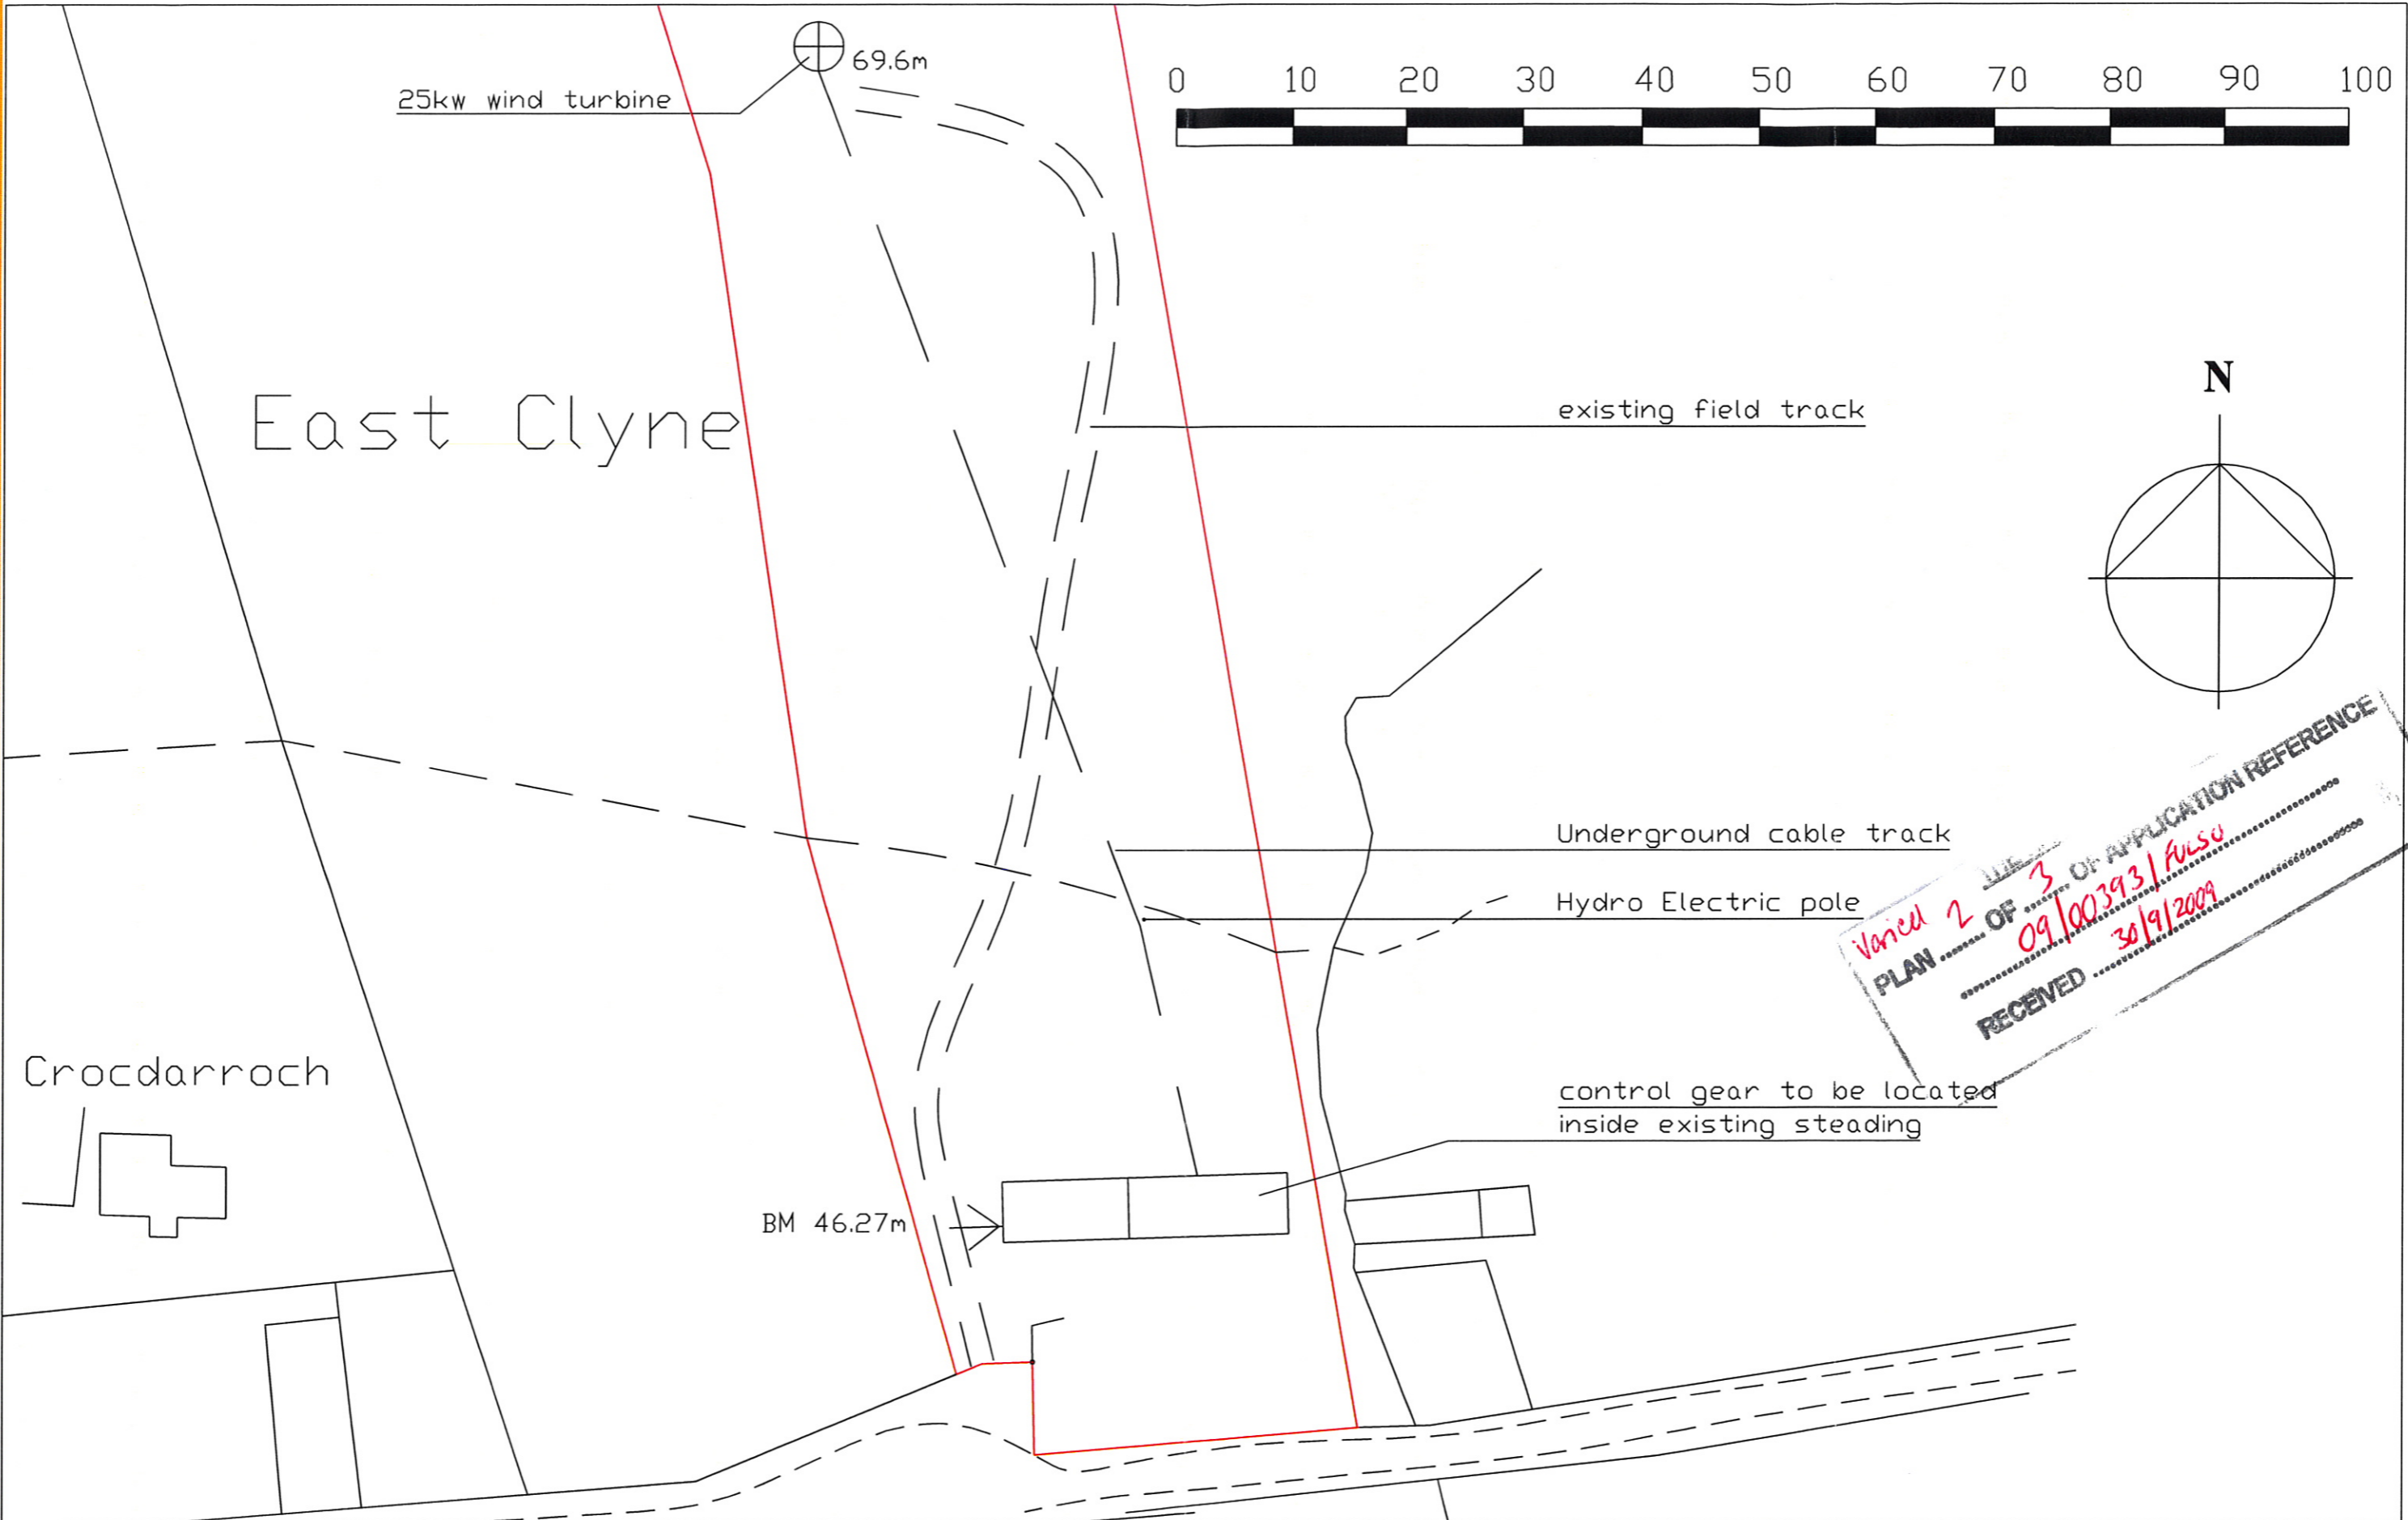 69.6m
25kw wind turbine
0 10 20 30 40 50 60 70 80 90 100
N
East Clyne
existing field track
Underground cable track
Hydro Electric pole
Varied
PLAN 2 OF 3 OF APPLICATION REFERENCE
09/00393/FULSU
RECEIVED 30/9/2009
Crocdarroch
control gear to be located
inside existing steading
BM 46.27m